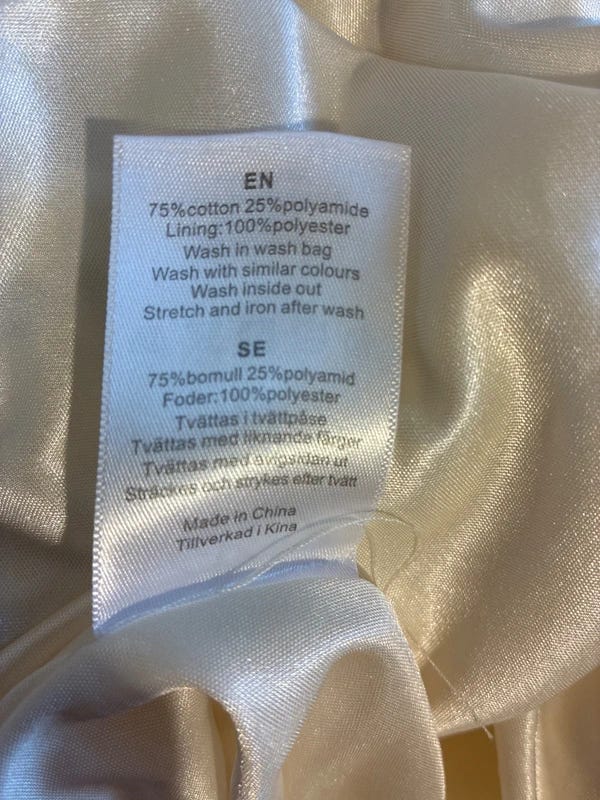 EN
75%cotton 25%polyamide
Lining:100%polyester
Wash in wash bag
Wash with similar colours
Wash inside out
Stretch and iron after wash
SE
75%bomull 25%polyamid
Foder:100%polyester
Tvättas i tvättpåse
Tvättas med liknande färger
Tvättas med avigsidan ut
Sträckes och strykes efter tvätt
Made in China
Tillverkad i Kina